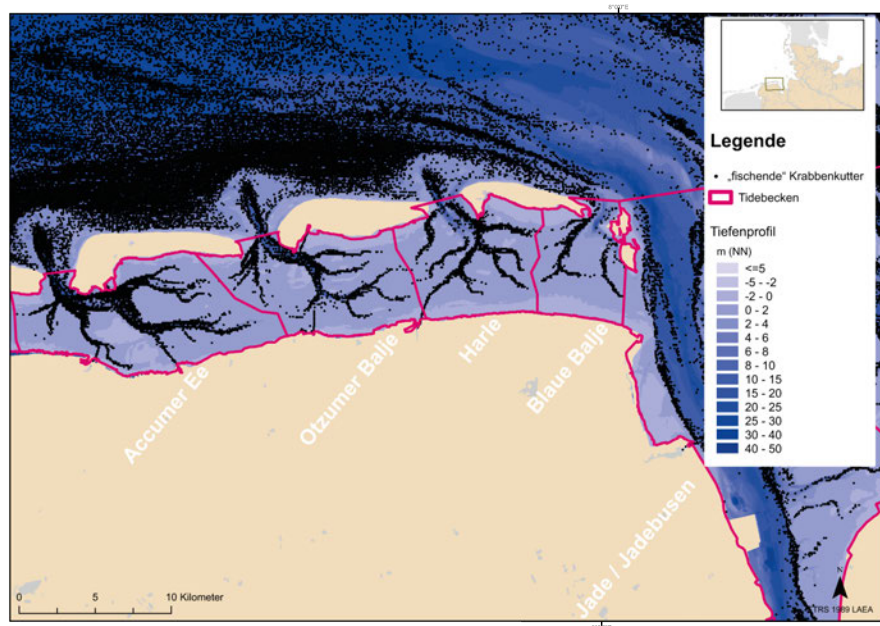 Legende
„fischende“ Krabbenkutter
Tidebecken
Tiefenprofil
m (NN)
<=5
-5 - -2
-2 - 0
0 - 2
2 - 4
4 - 6
6 - 8
8 - 10
10 - 15
15 - 20
20 - 25
25 - 30
30 - 40
40 - 50
Accumer Ee
Otzumer Balje
Harle
Blaue Balje
Jade / Jadebusen
0 5 10 Kilometer
N
TRS 1989 LAEA